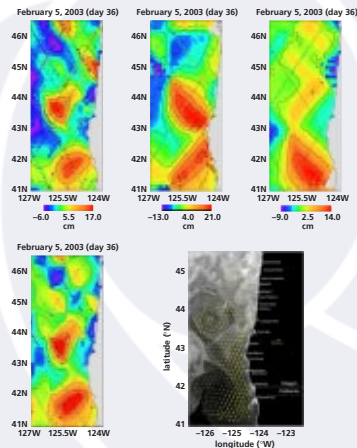 February 5, 2003 (day 36)
February 5, 2003 (day 36)
February 5, 2003 (day 36)
46N
45N
44N
43N
42N
41N
127W 125.5W 124W
−6.0 5.5 17.0
cm
46N
45N
44N
43N
42N
41N
127W 125.5W 124W
−13.0 4.0 21.0
cm
46N
45N
44N
43N
42N
41N
127W 125.5W 124W
−9.0 2.5 14.0
cm
February 5, 2003 (day 36)
46N
45N
44N
43N
42N
41N
127W 125.5W 124W
latitude (°N)
45
44
43
42
41
−126 −125 −124 −123
longitude (°W)